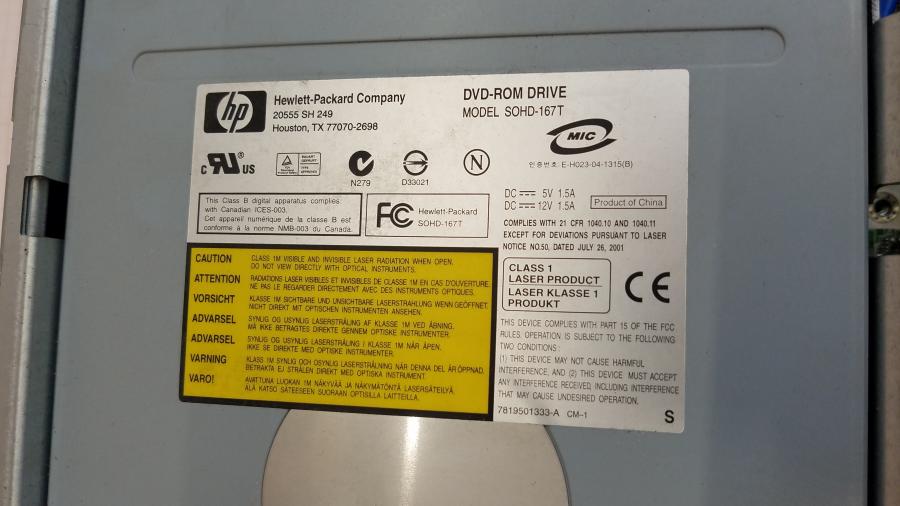 hp
Hewlett-Packard Company
20555 SH 249
Houston, TX 77070-2698
DVD-ROM DRIVE
MODEL SOHD-167T
MIC
인증번호 E-H023-04-1315(B)
c RU ® US
N279
D33021
N
DC 5V 1.5A
DC 12V 1.5A
Product of China
This Class B digital apparatus complies
with Canadian ICES-003.
Cet appareil numérique de la classe B est
conforme à la norme NMB-003 du Canada.
FC Hewlett-Packard
SOHD-167T
COMPLIES WITH 21 CFR 1040.10 AND 1040.11
EXCEPT FOR DEVIATIONS PURSUANT TO LASER
NOTICE NO.50, DATED JULY 26, 2001
CAUTION CLASS 1M VISIBLE AND INVISIBLE LASER RADIATION WHEN OPEN.
DO NOT VIEW DIRECTLY WITH OPTICAL INSTRUMENTS.
ATTENTION RADIATIONS LASER VISIBLES ET INVISIBLES DE CLASSE 1M EN CAS D'OUVERTURE.
NE PAS LE REGARDER DIRECTEMENT AVEC DES INSTRUMENTS OPTIQUES.
VORSICHT KLASSE 1M SICHTBARE UND UNSICHTBARE LASERSTRAHLUNG WENN GEÖFFNET.
NICHT DIREKT MIT OPTISCHEN INSTRUMENTEN ANSEHEN.
ADVARSEL SYNLIG OG USYNLIG LASERSTRÅLING AF KLASSE 1M VED ÅBNING.
MÅ IKKE BETRAGTES DIREKTE GENNEM OPTISKE INSTRUMENTER.
ADVARSEL SYNLIG OG USYNLIG LASERSTRÅLING I KLASSE 1M NÅR ÅPEN.
IKKE SE DIREKTE MED OPTISKE INSTRUMENTER.
VARNING KLASS 1M SYNLIG OCH OSYNLIG LASERSTRÅLNING NÄR DENNA DEL ÄR ÖPPNAD.
BETRAKTA EJ STRÅLEN DIREKT MED OPTISKA INSTRUMENT.
VARO! AVATTUNA LUOKAN 1M NÄKYVÄÄ JA NÄKYMÄTÖNTÄ LASERSÄTEILYÄ.
ÄLÄ KATSO SÄTEESEEN SUORAAN OPTISILLA LAITTEILLA.
CLASS 1
LASER PRODUCT
LASER KLASSE 1
PRODUKT
CE
THIS DEVICE COMPLIES WITH PART 15 OF THE FCC
RULES. OPERATION IS SUBJECT TO THE FOLLOWING
TWO CONDITIONS:
(1) THIS DEVICE MAY NOT CAUSE HARMFUL
INTERFERENCE, AND (2) THIS DEVICE MUST ACCEPT
ANY INTERFERENCE RECEIVED INCLUDING INTERFERENCE
THAT MAY CAUSE UNDESIRED OPERATION.
7819501333-A CM-1
S